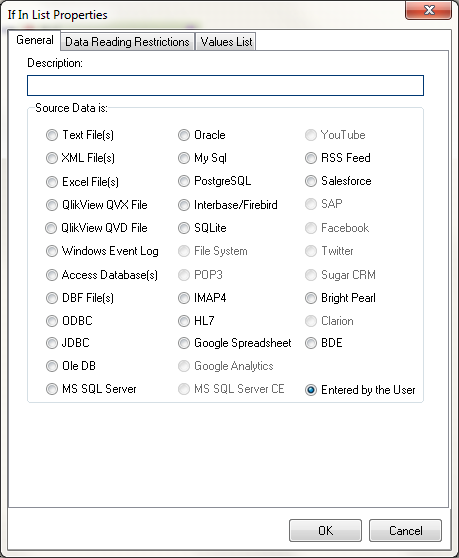 If In List Properties
General Data Reading Restrictions Values List
Description:
Source Data is:
Text File(s) Oracle YouTube
XML File(s) My Sql RSS Feed
Excel File(s) PostgreSQL Salesforce
QlikView QVX File Interbase/Firebird SAP
QlikView QVD File SQLite Facebook
Windows Event Log File System Twitter
Access Database(s) POP3 Sugar CRM
DBF File(s) IMAP4 Bright Pearl
ODBC HL7 Clarion
JDBC Google Spreadsheet BDE
Ole DB Google Analytics
MS SQL Server MS SQL Server CE Entered by the User
OK Cancel